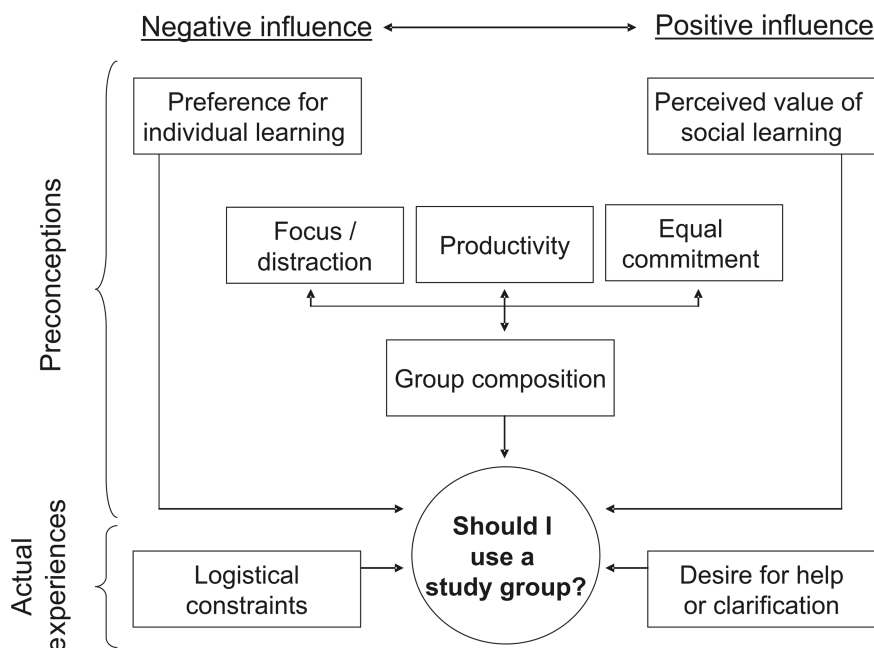 Negative influence
Positive influence
Preconceptions
Preference for
individual learning
Perceived value of
social learning
Focus /
distraction
Productivity
Equal
commitment
Group composition
Should I
use a
study group?
Actual
experiences
Logistical
constraints
Desire for help
or clarification